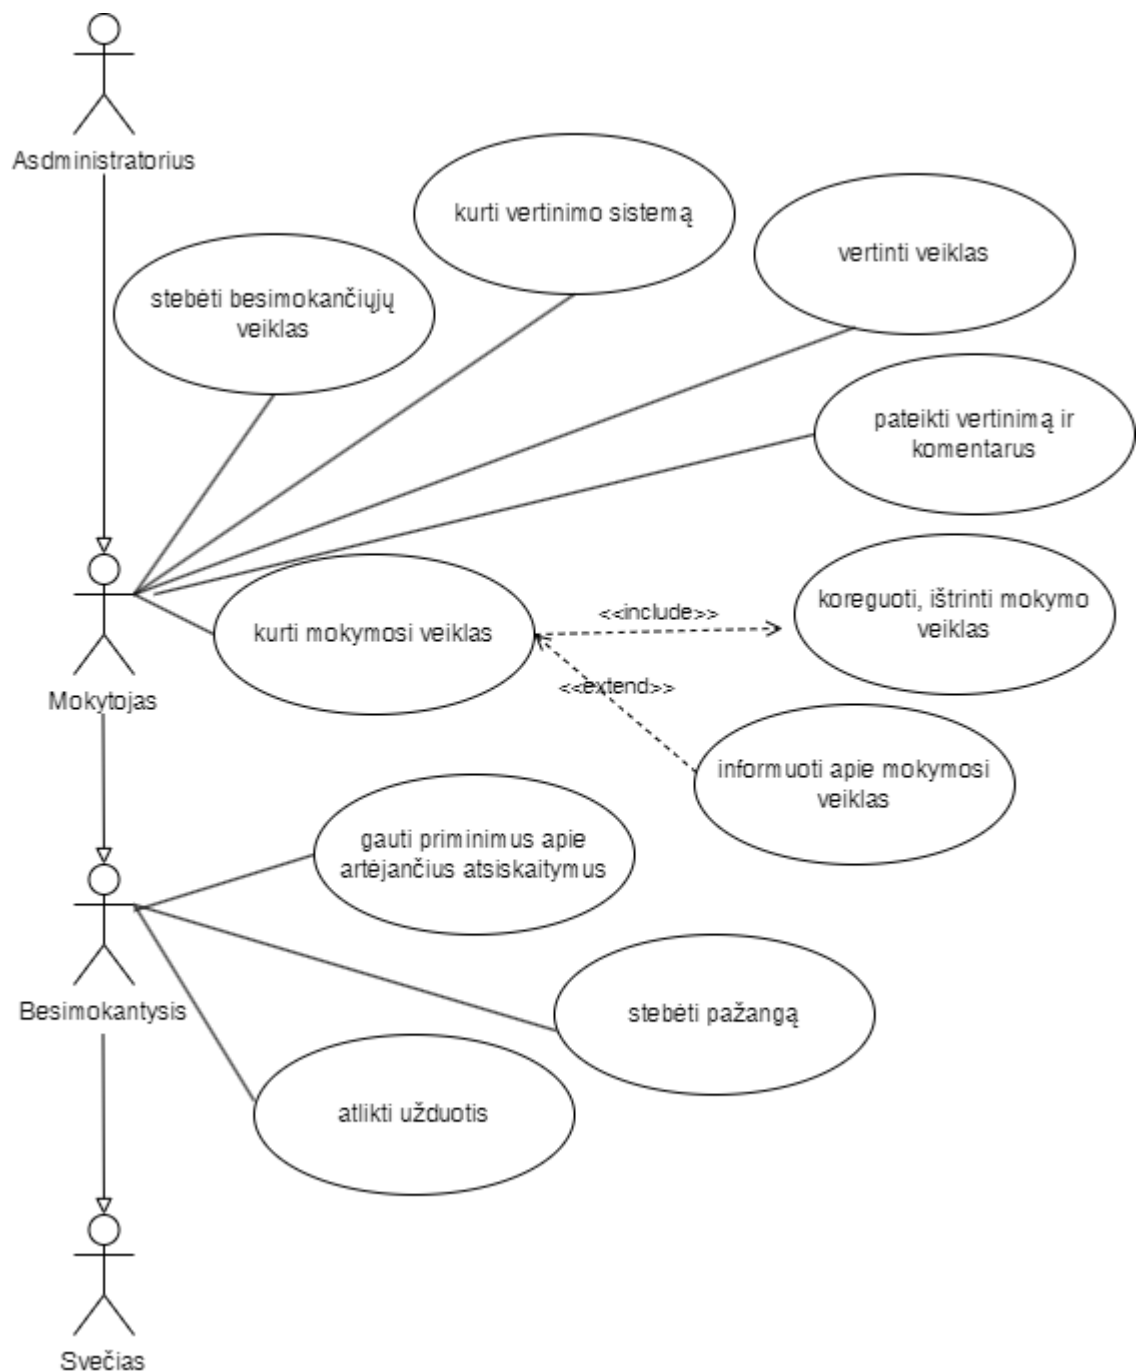 Asdministratorius
kurti vertinimo sistemą
vertinti veiklas
stebėti besimokančiųjų
veiklas
pateikti vertinimą ir
komentarus
koreguoti, ištrinti mokymo
veiklas
<<include>>
kurti mokymosi veiklas
<<extend>>
Mokytojas
informuoti apie mokymosi
veiklas
gauti priminimus apie
artėjančius atsiskaitymus
Besimokantysis
stebėti pažangą
atlikti užduotis
Svečias